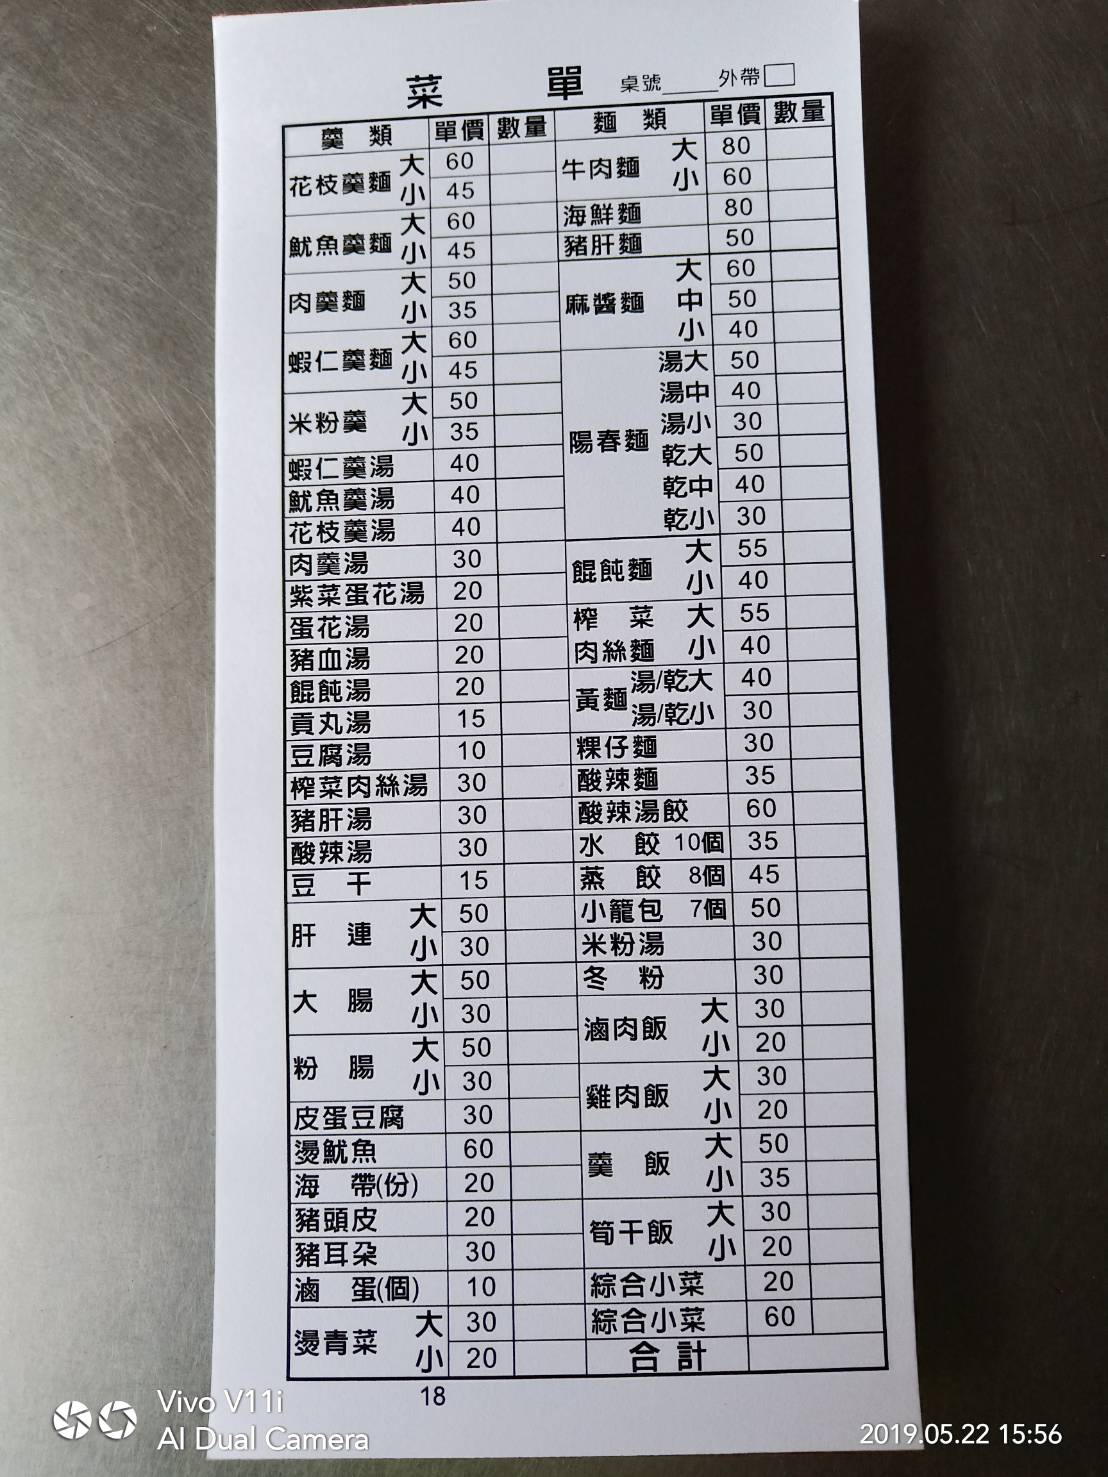 菜 單 桌號_____ 外帶□
羹 類 單價 數量
花枝羹麵 大 60
小 45
魷魚羹麵 大 60
小 45
肉羹麵 大 50
小 35
蝦仁羹麵 大 60
小 45
米粉羹 大 50
小 35
蝦仁羹湯 40
魷魚羹湯 40
花枝羹湯 40
肉羹湯 30
紫菜蛋花湯 20
蛋花湯 20
豬血湯 20
餛飩湯 20
貢丸湯 15
豆腐湯 10
榨菜肉絲湯 30
豬肝湯 30
酸辣湯 30
豆 干 15
肝 連 大 50
小 30
大 腸 大 50
小 30
粉 腸 大 50
小 30
皮蛋豆腐 30
燙魷魚 60
海 帶(份) 20
豬頭皮 20
豬耳朵 30
滷 蛋(個) 10
燙青菜 大 30
小 20
麵 類 單價 數量
牛肉麵 大 80
小 60
海鮮麵 80
豬肝麵 50
麻醬麵 大 60
中 50
小 40
陽春麵 湯大 50
湯中 40
湯小 30
乾大 50
乾中 40
乾小 30
餛飩麵 大 55
小 40
榨 菜 大 55
肉絲麵 小 40
黃麵 湯/乾大 40
湯/乾小 30
粿仔麵 30
酸辣麵 35
酸辣湯餃 60
水 餃 10個 35
蒸 餃 8個 45
小籠包 7個 50
米粉湯 30
冬 粉 30
滷肉飯 大 30
小 20
雞肉飯 大 30
小 20
羹 飯 大 50
小 35
筍干飯 大 30
小 20
綜合小菜 20
綜合小菜 60
合 計
18
Vivo V11i
AI Dual Camera
2019.05.22 15:56